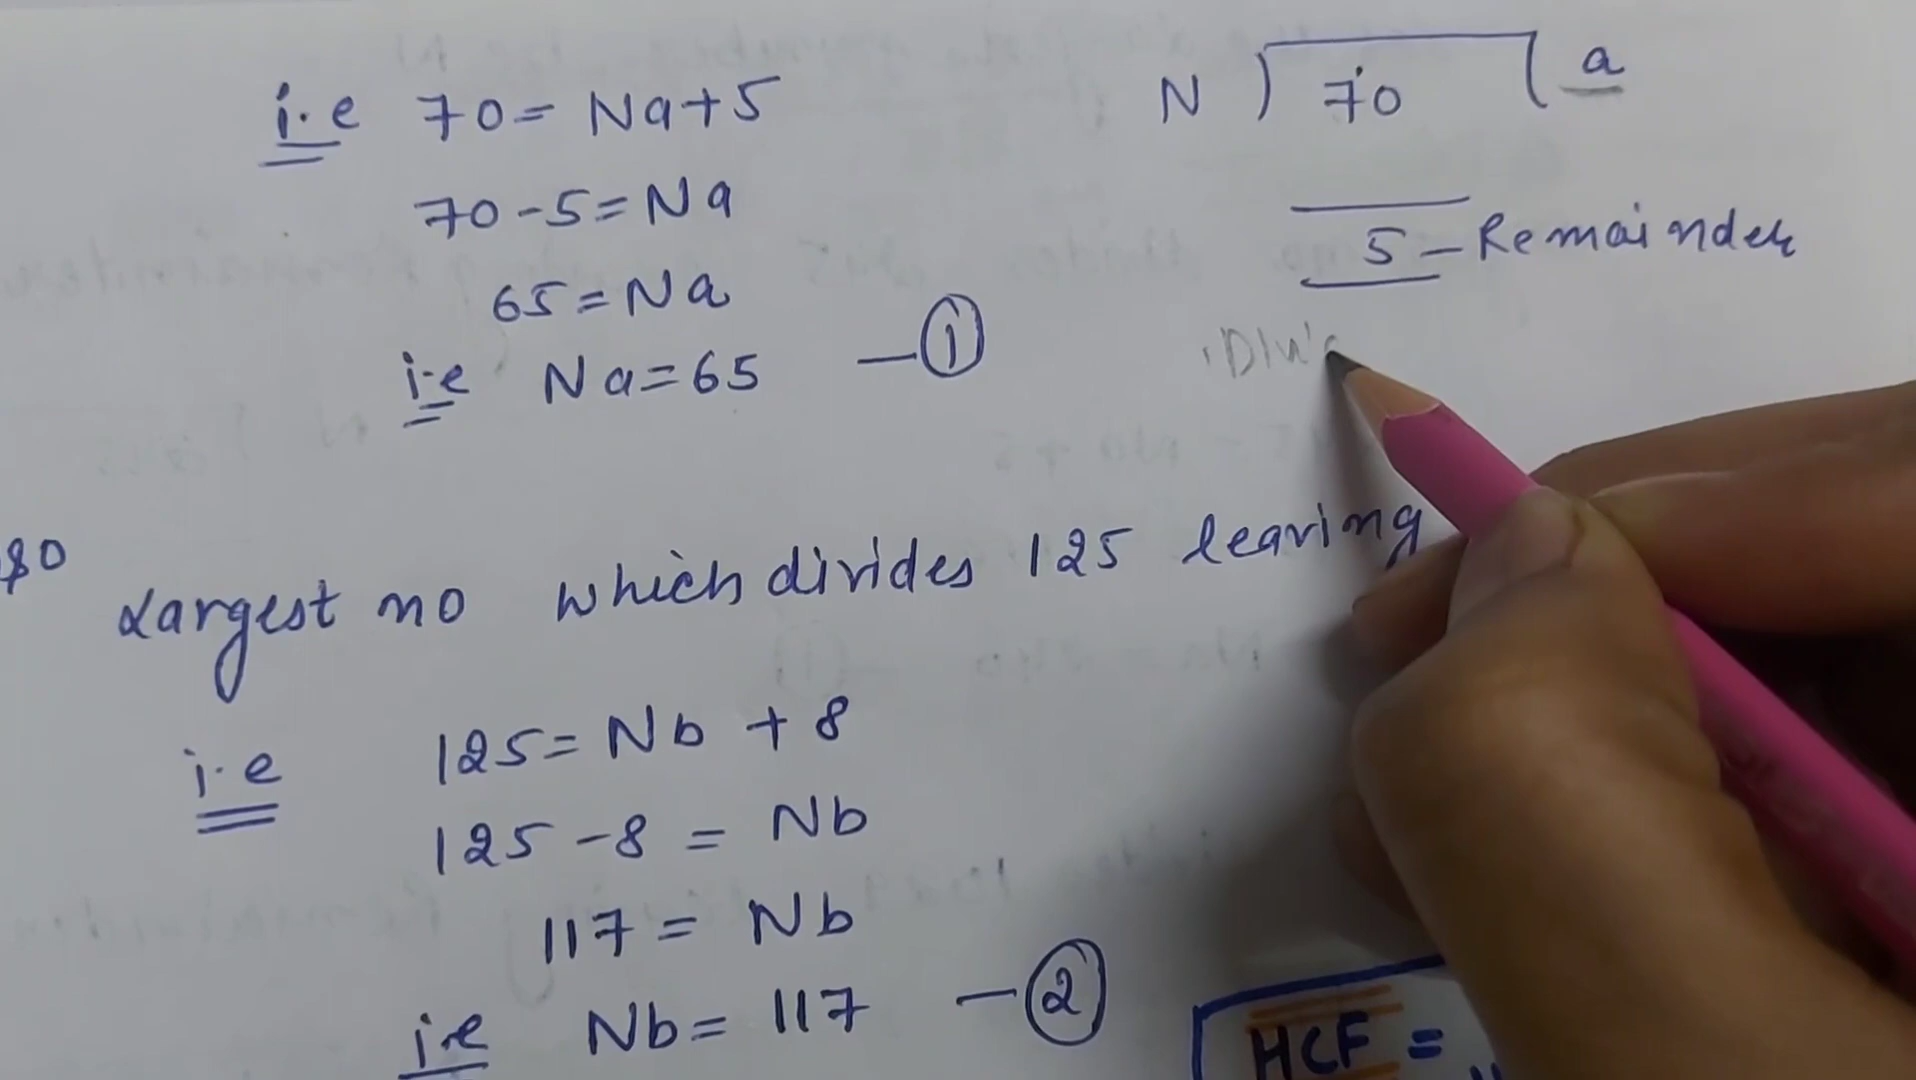 i.e 70 = Na + 5
N ) 70 ( a
70 - 5 = Na
5 - Remainder
65 = Na
i.e Na = 65 - ①
Largest no which divides 125 leaving
i.e 125 = Nb + 8
125 - 8 = Nb
117 = Nb
i.e Nb = 117 - ②
HCF =